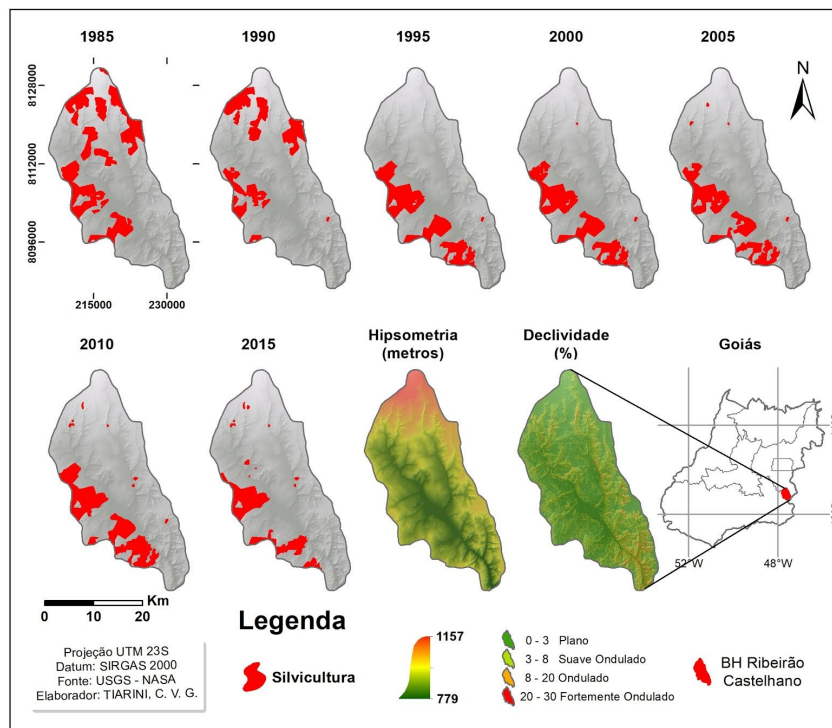 1985
1990
1995
2000
2005
N
8128000
8112000
8096000
215000
230000
2010
2015
Hipsometria
(metros)
Declividade
(%)
Goiás
52°W
48°W
Km
0
10
20
Legenda
Projeção UTM 23S
Datum: SIRGAS 2000
Fonte: USGS - NASA
Elaborador: TIARINI, C. V. G.
Silvicultura
1157
779
0 - 3 Plano
3 - 8 Suave Ondulado
8 - 20 Ondulado
20 - 30 Fortemente Ondulado
BH Ribeirão
Castelhano